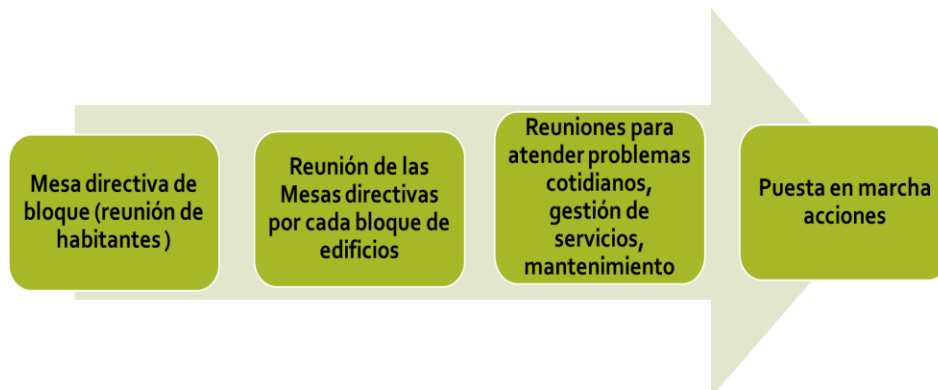 Mesa directiva de
bloque (reunión de
habitantes )
Reunión de las
Mesas directivas
por cada bloque de
edificios
Reuniones para
atender problemas
cotidianos,
gestión de
servicios,
mantenimiento
Puesta en marcha
acciones